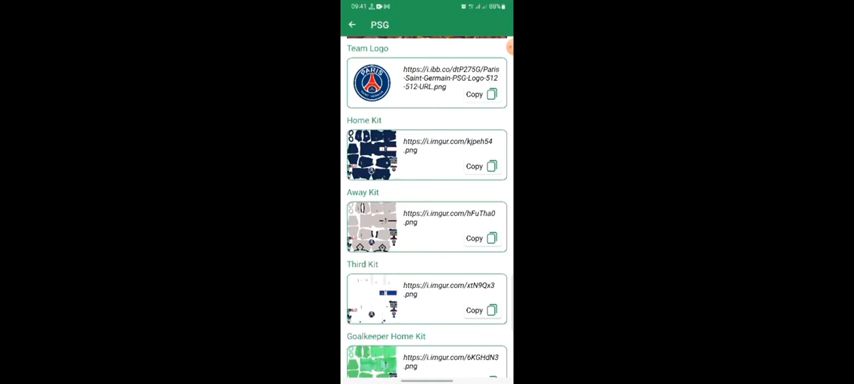 09:41
88%
PSG
Team Logo
PARIS
https://i.ibb.co/dtP275G/Paris
-Saint-Germain-PSG-Logo-512
-512-URL.png
Copy
Home Kit
https://i.imgur.com/kjpeh54
.png
Copy
Away Kit
https://i.imgur.com/hFuTha0
.png
Copy
Third Kit
https://i.imgur.com/xtN9Qx3
.png
Copy
Goalkeeper Home Kit
https://i.imgur.com/6KGHdN3
.png